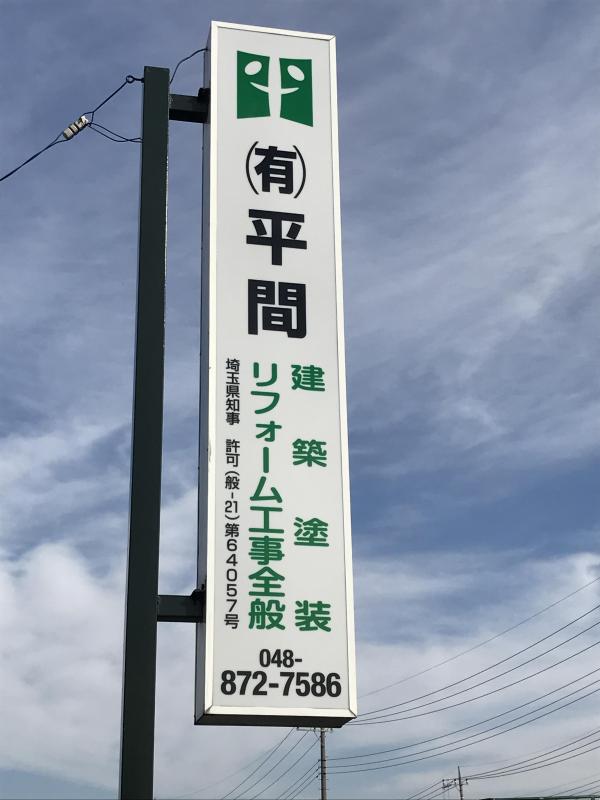 ㈲平間
建築塗装
リフォーム工事全般
埼玉県知事 許可(般-21)第64057号
048-
872-7586